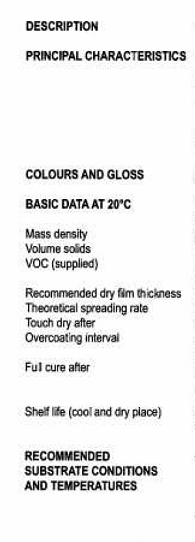 DESCRIPTION
PRINCIPAL CHARACTERISTICS
COLOURS AND GLOSS
BASIC DATA AT 20°C
Mass density
Volume solids
VOC (supplied)
Recommended dry film thickness
Theoretical spreading rate
Touch dry after
Overcoating interval
Full cure after
Shelf life (cool and dry place)
RECOMMENDED
SUBSTRATE CONDITIONS
AND TEMPERATURES